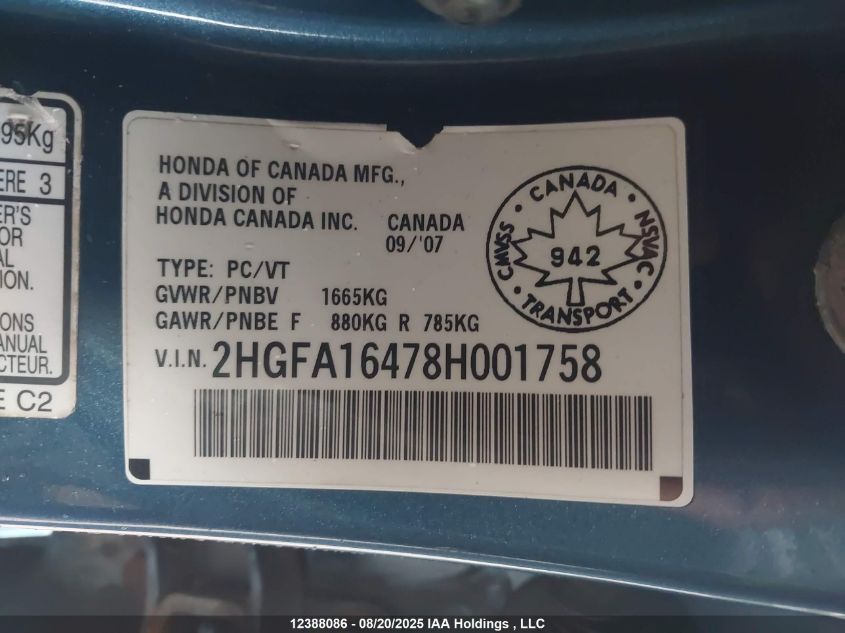 95Kg
ERE 3
ER'S
OR
AL
ION.
IONS
ANUAL
CTEUR.
E C2
HONDA OF CANADA MFG.,
A DIVISION OF
HONDA CANADA INC. CANADA
09/'07
TYPE: PC/VT
GVWR/PNBV 1665KG
GAWR/PNBE F 880KG R 785KG
V.I.N. 2HGFA16478H001758
CANADA
CMVSS
NSVAC
942
TRANSPORT
12388086 - 08/20/2025 IAA Holdings , LLC